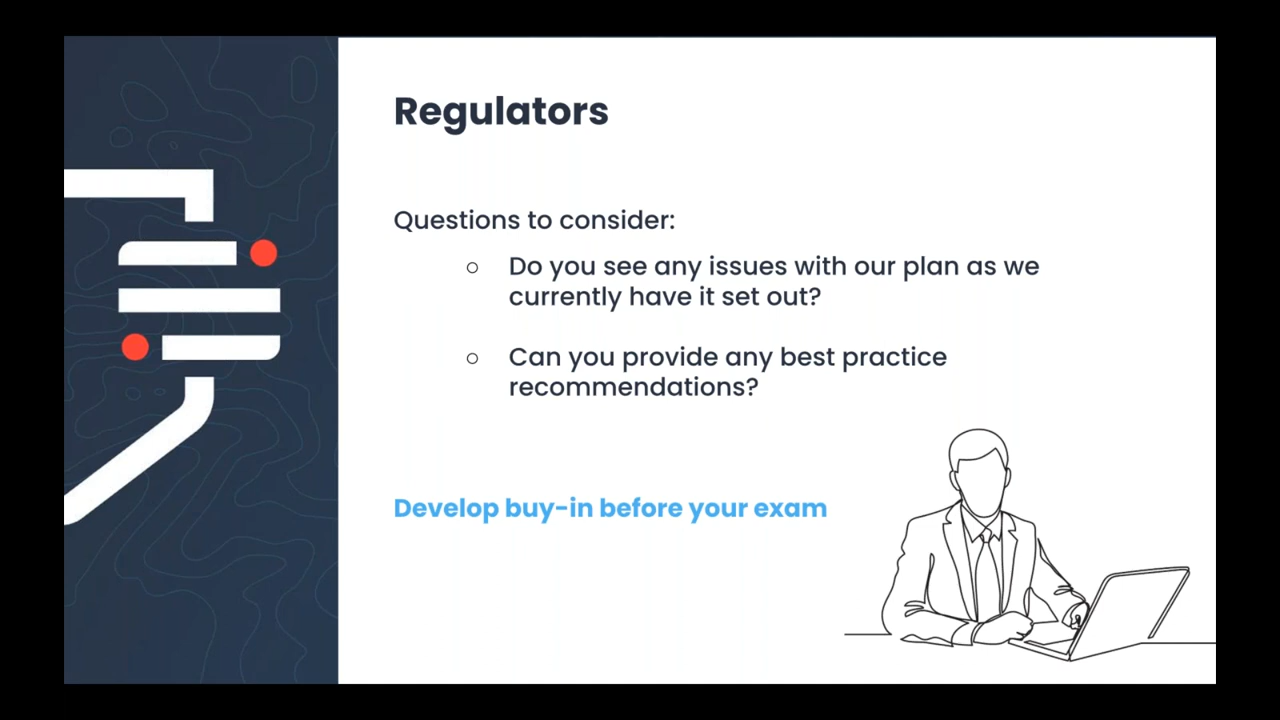 Regulators
Questions to consider:
○ Do you see any issues with our plan as we
currently have it set out?
○ Can you provide any best practice
recommendations?
Develop buy-in before your exam